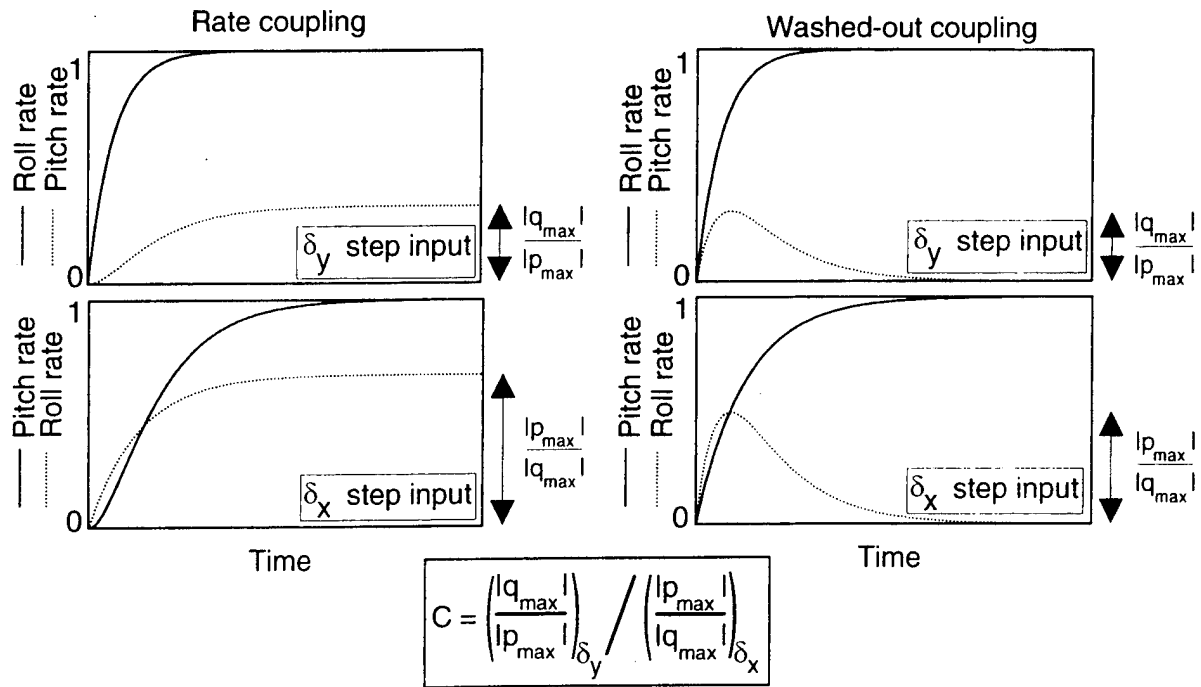 Rate coupling
1
0
Roll rate
Pitch rate
δy step input
|qmax|
|pmax|
Washed-out coupling
1
0
Roll rate
Pitch rate
δy step input
|qmax|
|pmax|
1
0
Pitch rate
Roll rate
δx step input
|pmax|
|qmax|
Time
1
0
Pitch rate
Roll rate
δx step input
|pmax|
|qmax|
Time
C = (|qmax| / |pmax|)δy / (|pmax| / |qmax|)δx